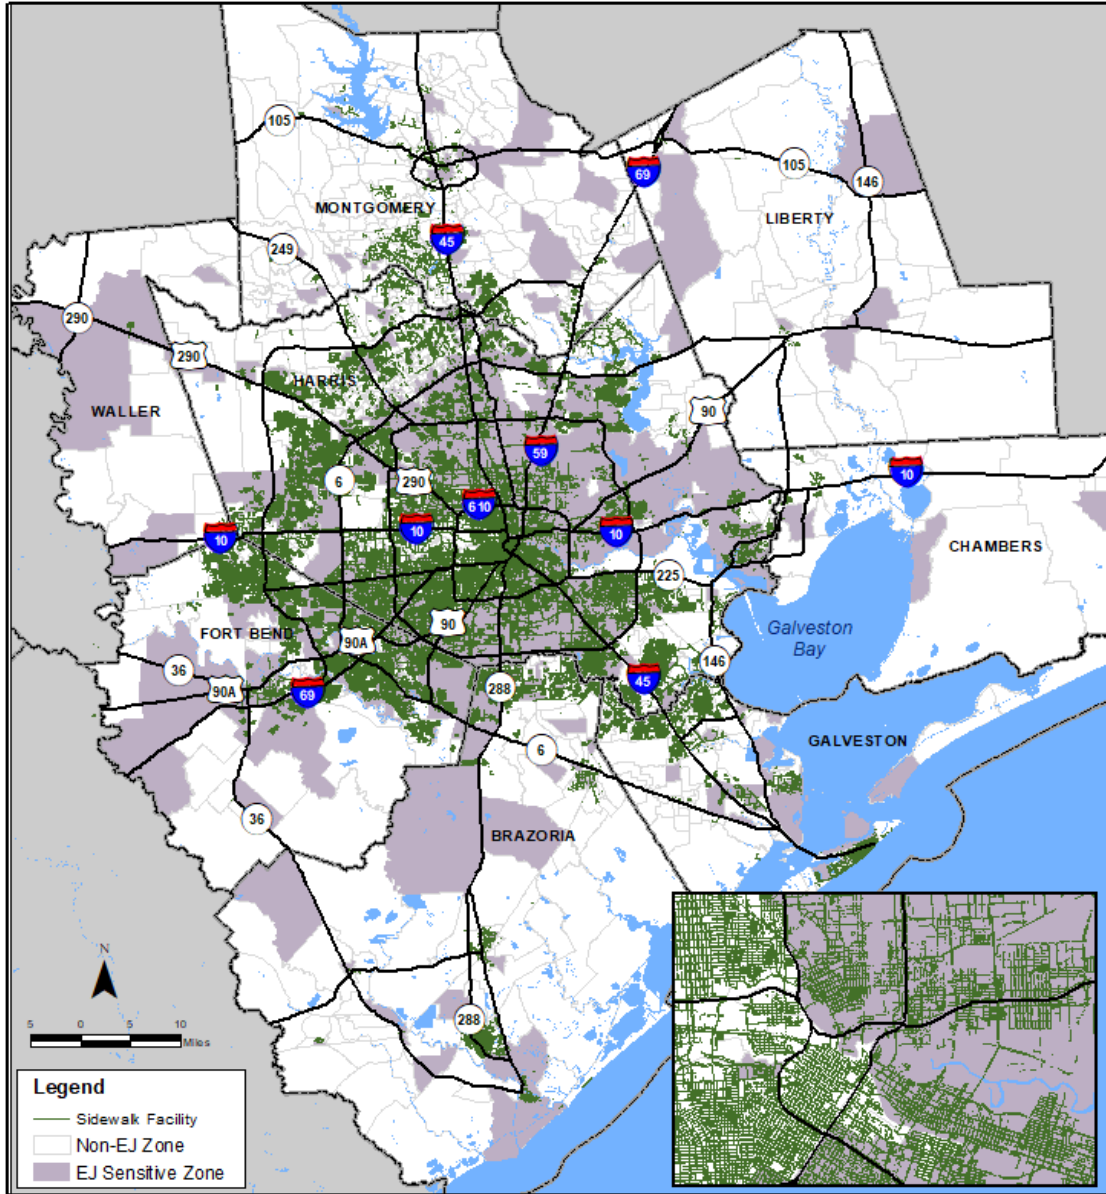 105
69
105
146
MONTGOMERY
LIBERTY
45
249
290
290
HARRIS
WALLER
90
59
6
290
10
610
10
10
10
CHAMBERS
225
Galveston
Bay
FORT BEND
90
90A
36
90A
69
288
45
146
GALVESTON
6
36
BRAZORIA
288
N
5 0 5 10
Miles
Legend
Sidewalk Facility
Non-EJ Zone
EJ Sensitive Zone